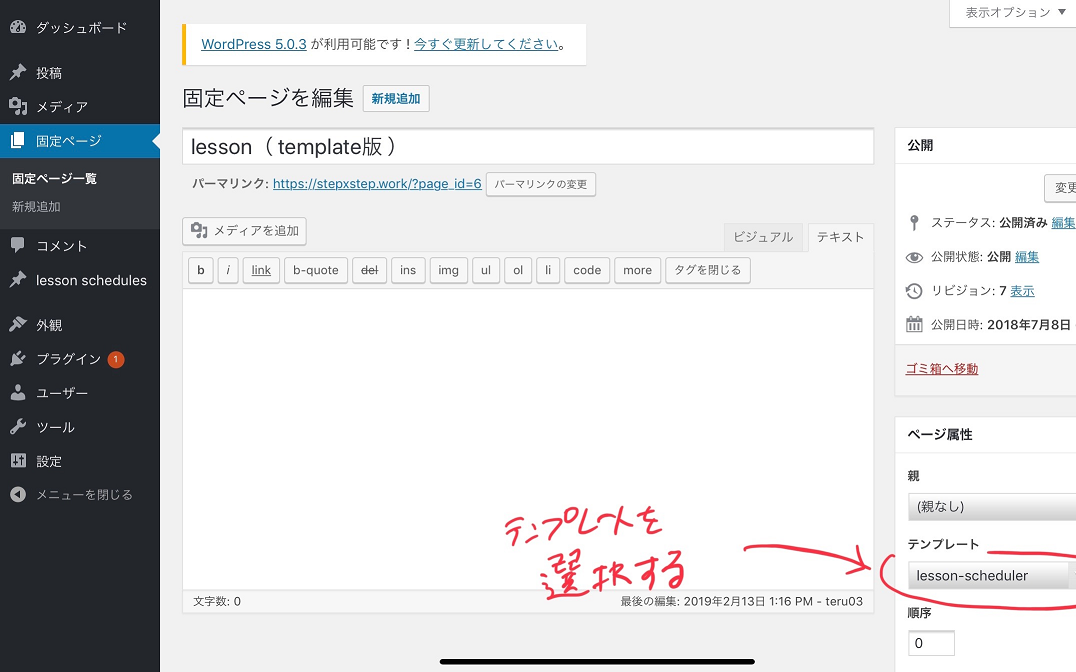 表示オプション ▼
ダッシュボード
投稿
メディア
固定ページ
固定ページ一覧
新規追加
コメント
lesson schedules
外観
プラグイン 1
ユーザー
ツール
設定
メニューを閉じる
WordPress 5.0.3 が利用可能です ! 今すぐ更新してください。
固定ページを編集 新規追加
lesson（ template版 ）
パーマリンク: https://stepxstep.work/?page_id=6 パーマリンクの変更
メディアを追加
ビジュアル テキスト
b i link b-quote del ins img ul ol li code more タグを閉じる
テンプレートを
選択する
文字数: 0 最後の編集: 2019年2月13日 1:16 PM - teru03
公開
変更
ステータス: 公開済み 編集
公開状態: 公開 編集
リビジョン: 7 表示
公開日時: 2018年7月8日
ゴミ箱へ移動
ページ属性
親
(親なし)
テンプレート
lesson-scheduler
順序
0